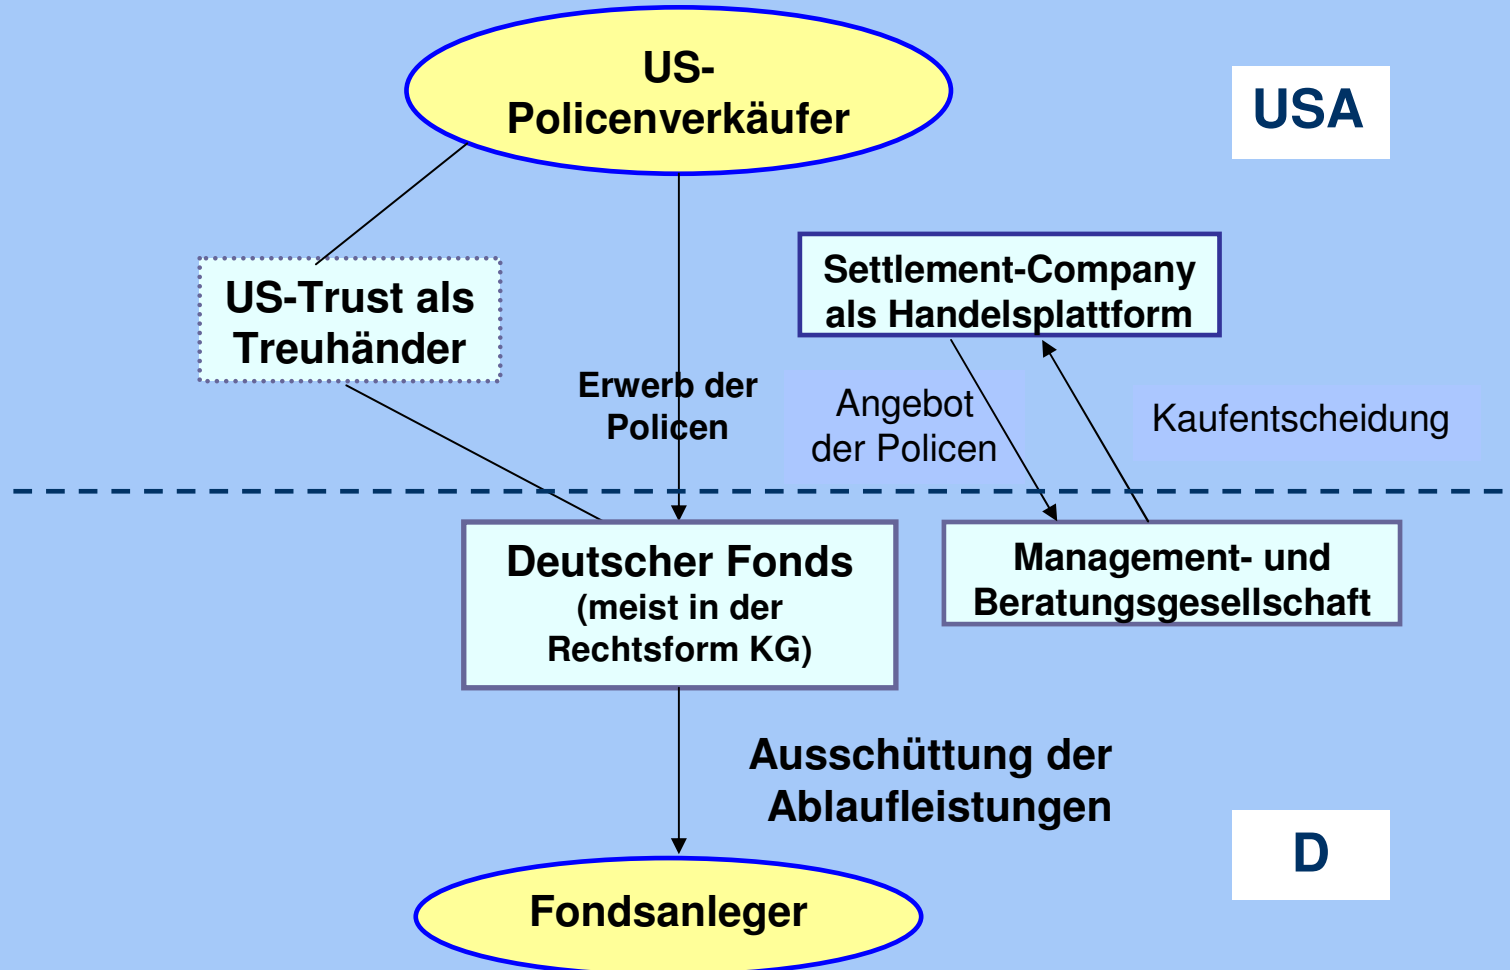 US-
Policenverkäufer
USA
US-Trust als
Treuhänder
Settlement-Company
als Handelsplattform
Erwerb der
Policen
Angebot
der Policen
Kaufentscheidung
Deutscher Fonds
(meist in der
Rechtsform KG)
Management- und
Beratungsgesellschaft
Ausschüttung der
Ablaufleistungen
D
Fondsanleger